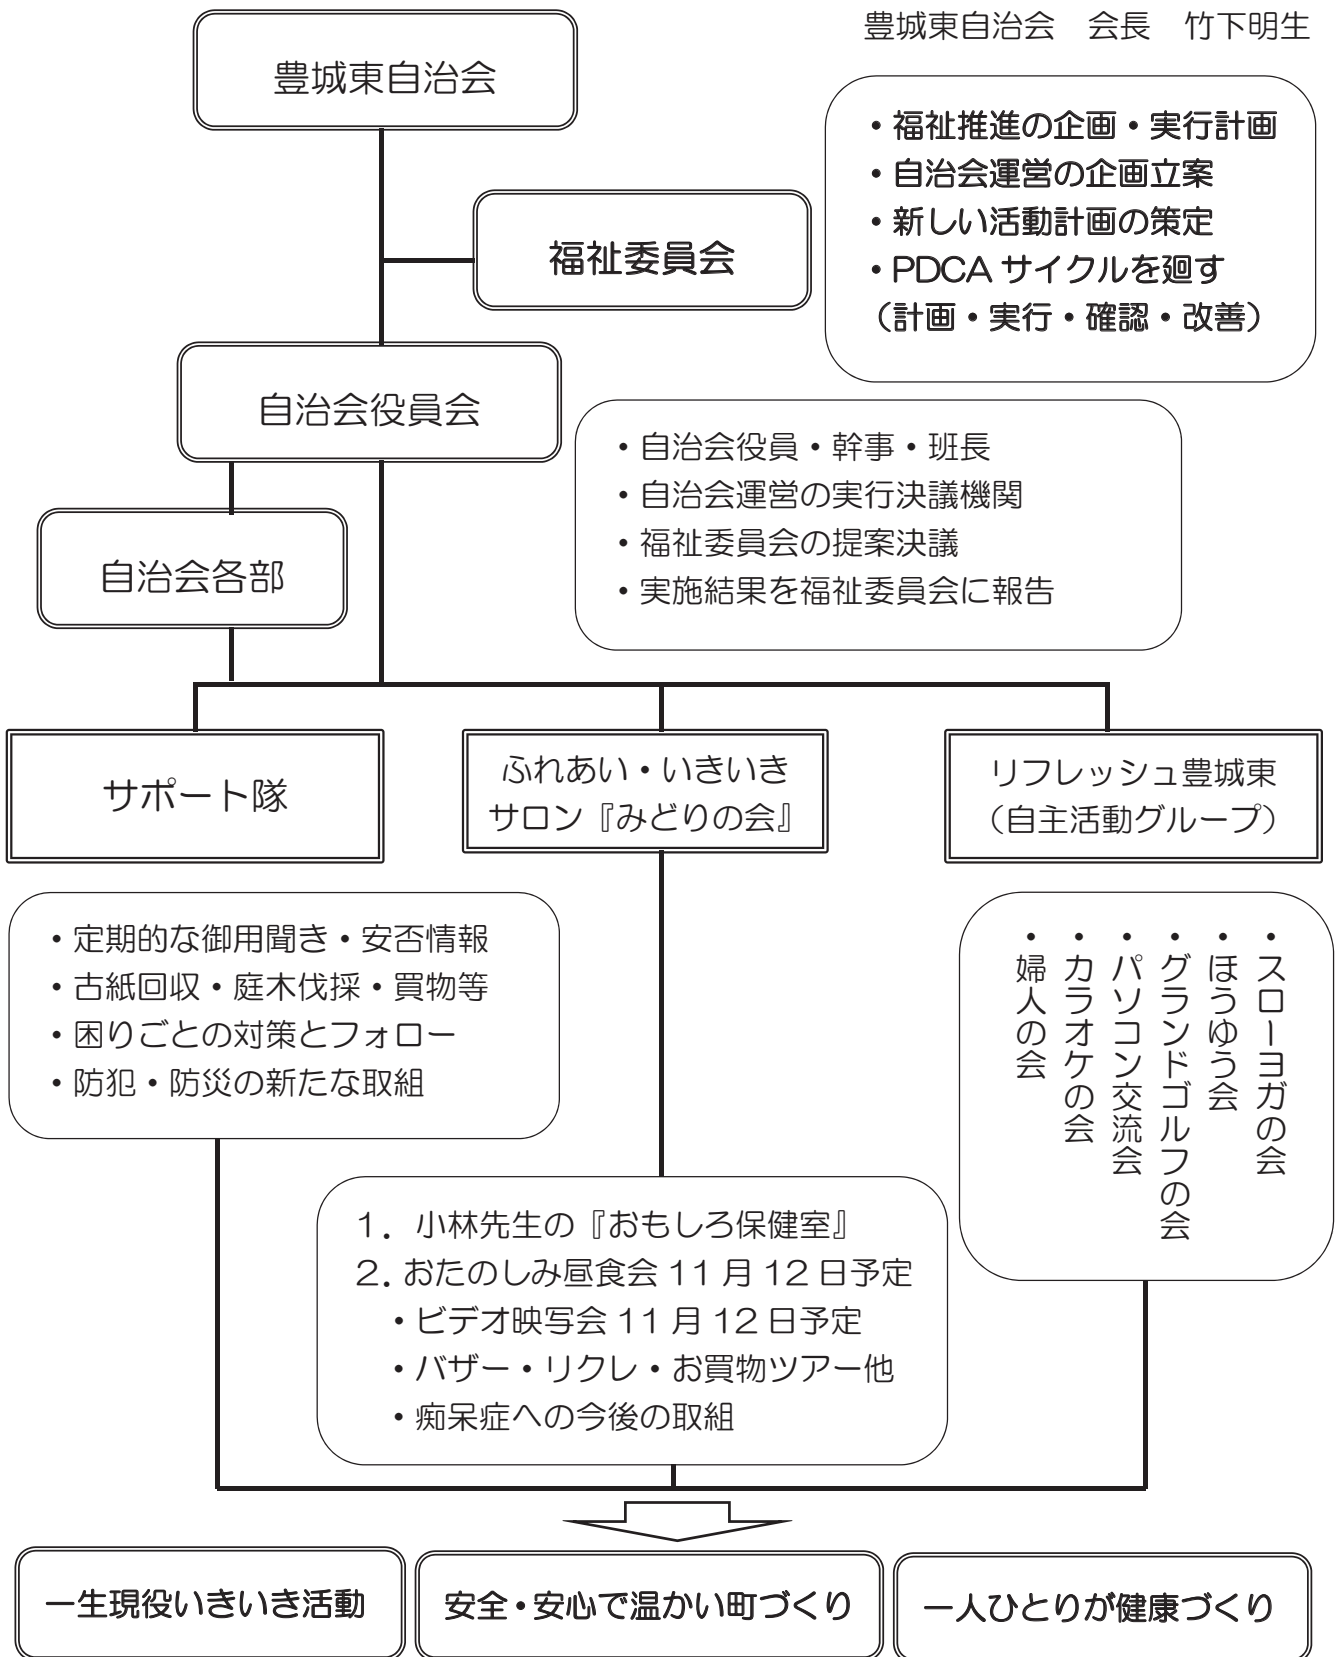 豊城東自治会　会長　竹下明生
豊城東自治会
・福祉推進の企画・実行計画
・自治会運営の企画立案
・新しい活動計画の策定
・PDCA サイクルを廻す
（計画・実行・確認・改善）
福祉委員会
自治会役員会
・自治会役員・幹事・班長
・自治会運営の実行決議機関
・福祉委員会の提案決議
・実施結果を福祉委員会に報告
自治会各部
サポート隊
ふれあい・いきいき
サロン『みどりの会』
リフレッシュ豊城東
（自主活動グループ）
・定期的な御用聞き・安否情報
・古紙回収・庭木伐採・買物等
・困りごとの対策とフォロー
・防犯・防災の新たな取組
・スローヨガの会
・ほうゆう会
・グランドゴルフの会
・パソコン交流会
・カラオケの会
・婦人の会
１．小林先生の『おもしろ保健室』
２．おたのしみ昼食会 11 月 12 日予定
・ビデオ映写会 11 月 12 日予定
・バザー・リクレ・お買物ツアー他
・痴呆症への今後の取組
一生現役いきいき活動
安全・安心で温かい町づくり
一人ひとりが健康づくり